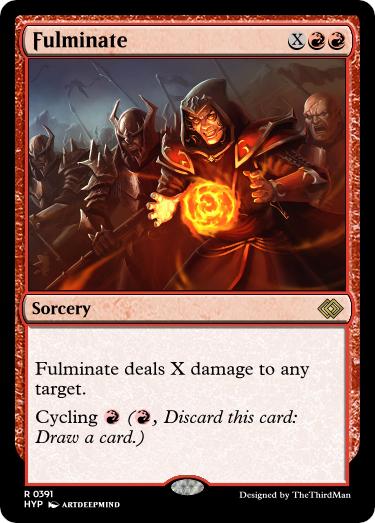 Fulminate X
Sorcery
Fulminate deals X damage to any
target.
Cycling (, Discard this card:
Draw a card.)
R 0391
HYP ARTDEEPMIND
Designed by TheThirdMan